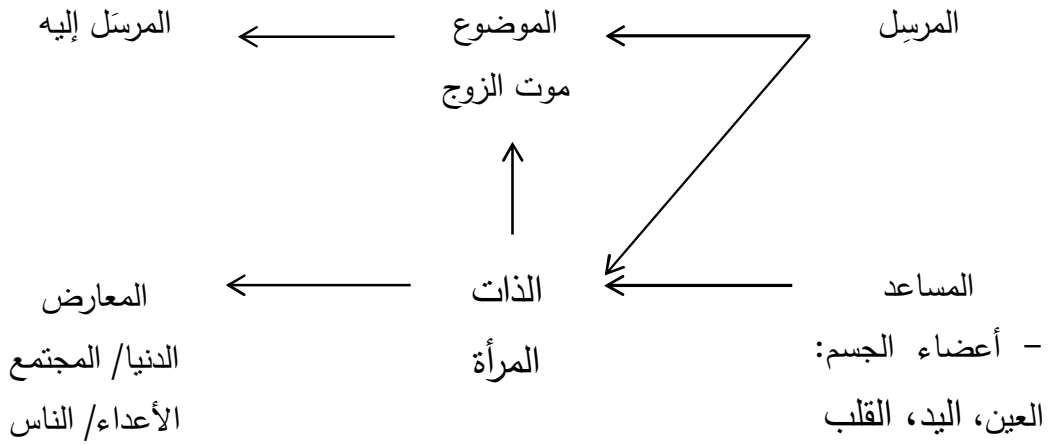 المرسِل
الموضوع
المرسَل إليه
موت الزوج
المساعد
الذات
المعارض
– أعضاء الجسم:
المرأة
الدنيا/ المجتمع
العين، اليد، القلب
الأعداء/ الناس